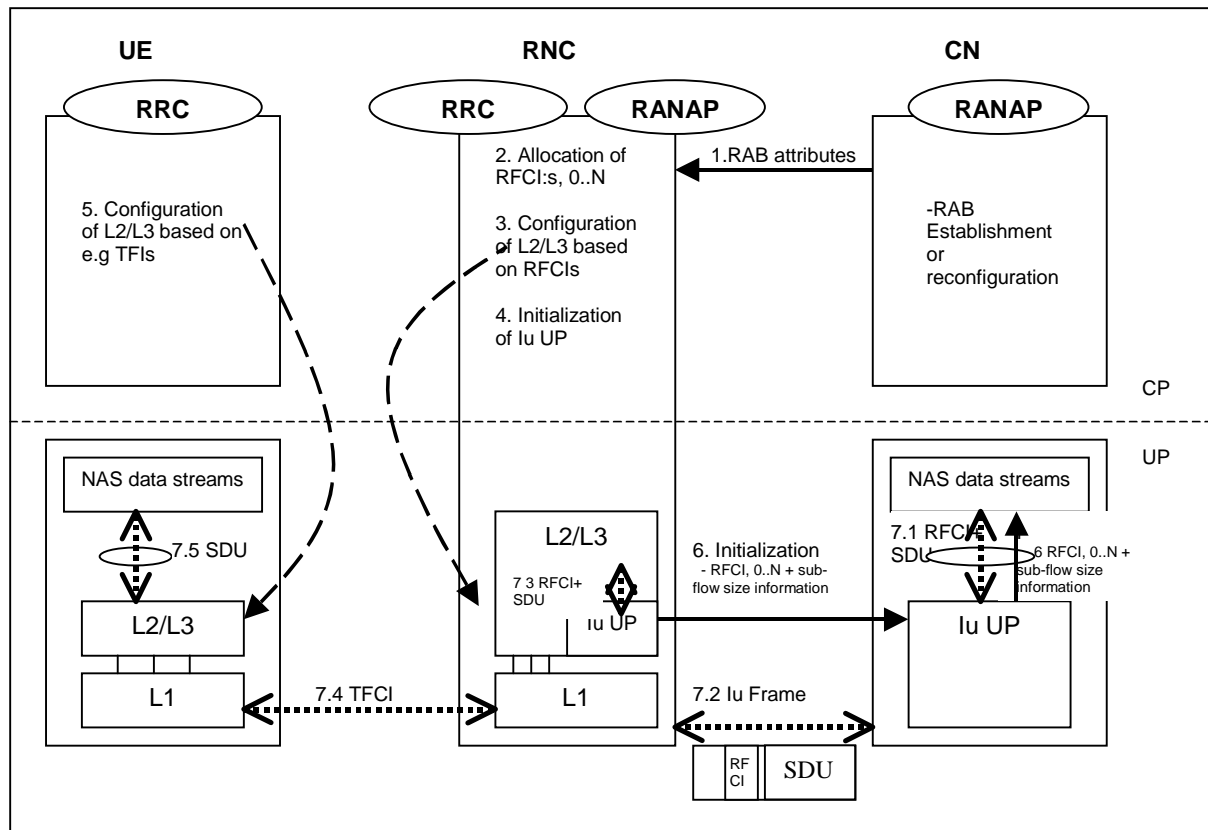 UE
RNC
CN
RRC
RRC
RANAP
RANAP
5. Configuration
of L2/L3 based on
e.g TFIs
2. Allocation of
RFCI:s, 0..N
3. Configuration
of L2/L3 based
on RFCIs
4. Initialization
of Iu UP
1.RAB attributes
-RAB
Establishment
or
reconfiguration
CP
UP
NAS data streams
7.5 SDU
L2/L3
L1
7.4 TFCI
L2/L3
7 3 RFCI+
SDU
Iu UP
L1
6. Initialization
- RFCI, 0..N + sub-
flow size information
7.2 Iu Frame
RF
CI
SDU
NAS data streams
7.1 RFCI+
SDU
6 RFCI, 0..N +
sub-flow size
information
Iu UP